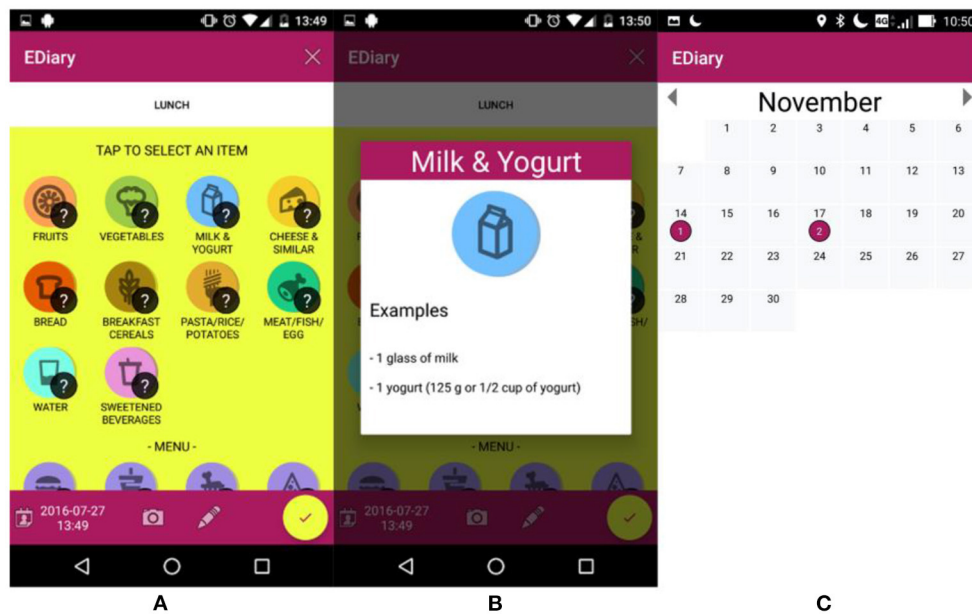 13:49
EDiary
LUNCH
TAP TO SELECT AN ITEM
? ? ? ?
FRUITS VEGETABLES MILK & YOGURT CHEESE & SIMILAR
? ? ? ?
BREAD BREAKFAST CEREALS PASTA/RICE/ POTATOES MEAT/FISH/ EGG
? ?
WATER SWEETENED BEVERAGES
- MENU -
2016-07-27
13:49
A
13:50
EDiary
LUNCH
Milk & Yogurt
Examples
- 1 glass of milk
- 1 yogurt (125 g or 1/2 cup of yogurt)
- MENU -
2016-07-27
13:49
B
4G 10:50
EDiary
November
1 2 3 4 5 6
7 8 9 10 11 12 13
14 15 16 17 18 19 20
1 2
21 22 23 24 25 26 27
28 29 30
C